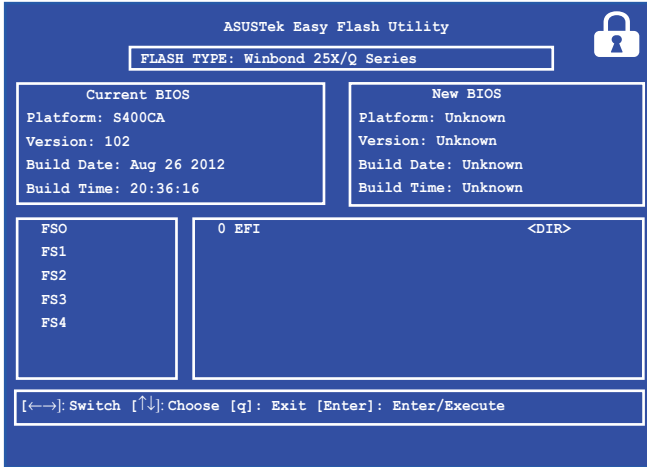 ASUSTek Easy Flash Utility
FLASH TYPE: Winbond 25X/Q Series
Current BIOS
Platform: S400CA
Version: 102
Build Date: Aug 26 2012
Build Time: 20:36:16
New BIOS
Platform: Unknown
Version: Unknown
Build Date: Unknown
Build Time: Unknown
FSO
FS1
FS2
FS3
FS4
0 EFI <DIR>
[←→]: Switch [↑↓]: Choose [q]: Exit [Enter]: Enter/Execute